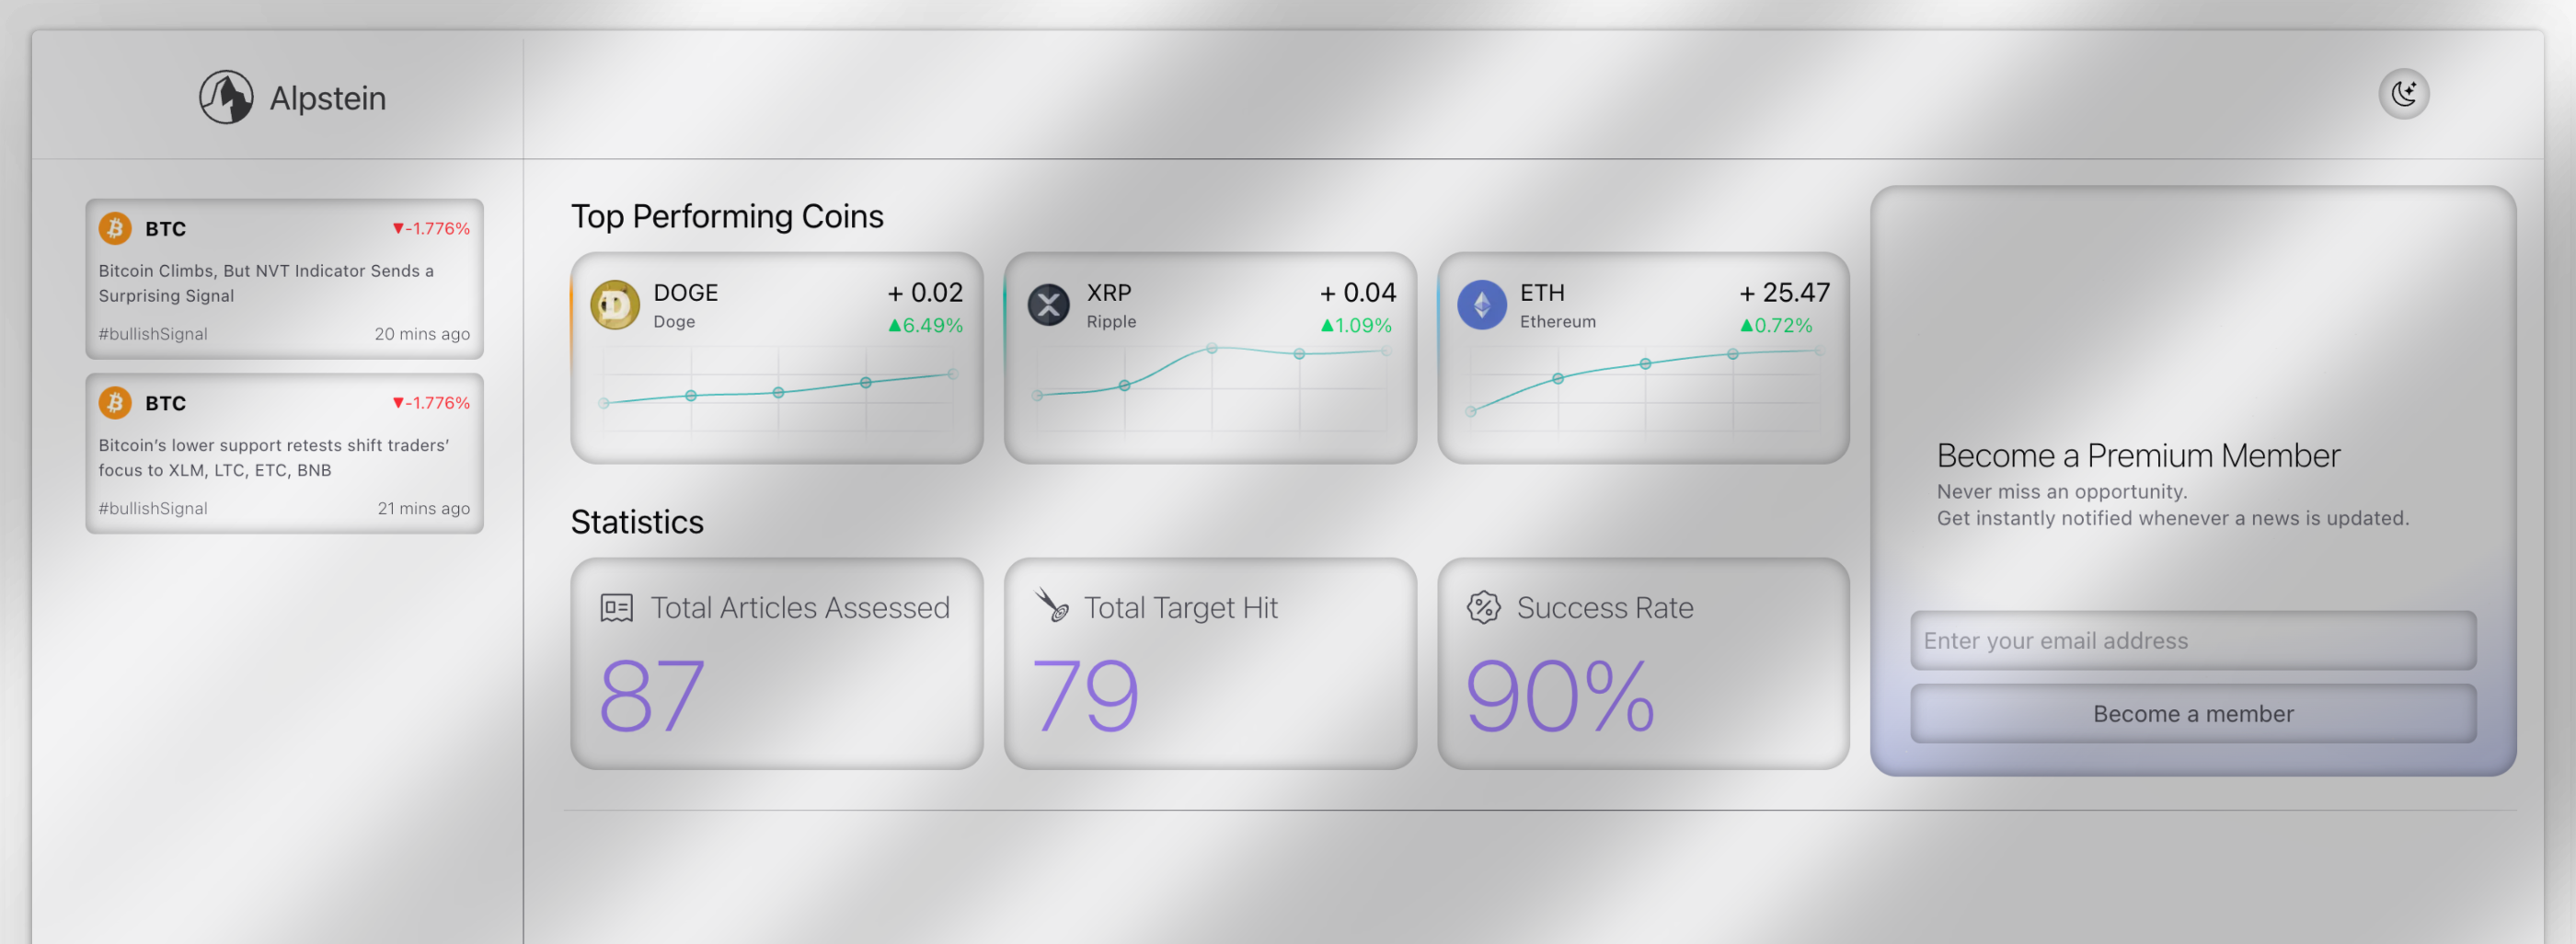 Alpstein
BTC
▼-1.776%
Bitcoin Climbs, But NVT Indicator Sends a
Surprising Signal
#bullishSignal
20 mins ago
BTC
▼-1.776%
Bitcoin’s lower support retests shift traders’
focus to XLM, LTC, ETC, BNB
#bullishSignal
21 mins ago
Top Performing Coins
DOGE
+ 0.02
Doge
▲6.49%
XRP
+ 0.04
Ripple
▲1.09%
ETH
+ 25.47
Ethereum
▲0.72%
Statistics
Total Articles Assessed
87
Total Target Hit
79
Success Rate
90%
Become a Premium Member
Never miss an opportunity.
Get instantly notified whenever a news is updated.
Enter your email address
Become a member